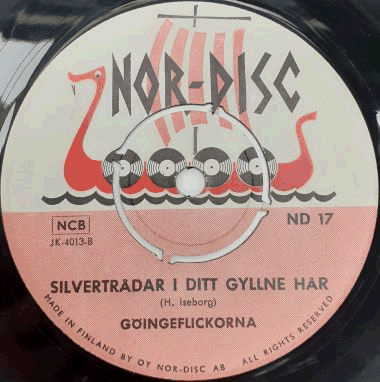 NOR-DISC
NCB
ND 17
JK-4013-B
SILVERTRÅDAR I DITT GYLLNE HÅR
(H. Iseborg)
GÖINGEFLICKORNA
MADE IN FINLAND BY OY NOR-DISC AB ALL RIGHTS RESERVED